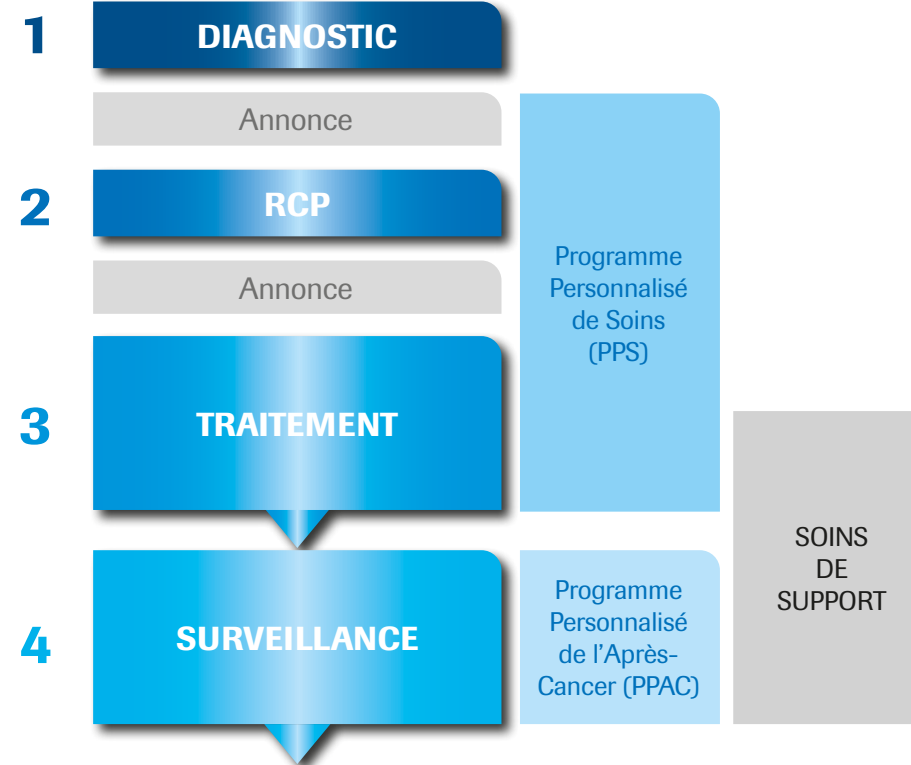 1
DIAGNOSTIC
Annonce
2
RCP
Annonce
3
TRAITEMENT
4
SURVEILLANCE
Programme
Personnalisé
de Soins
(PPS)
Programme
Personnalisé
de l'Après-
Cancer (PPAC)
SOINS
DE
SUPPORT